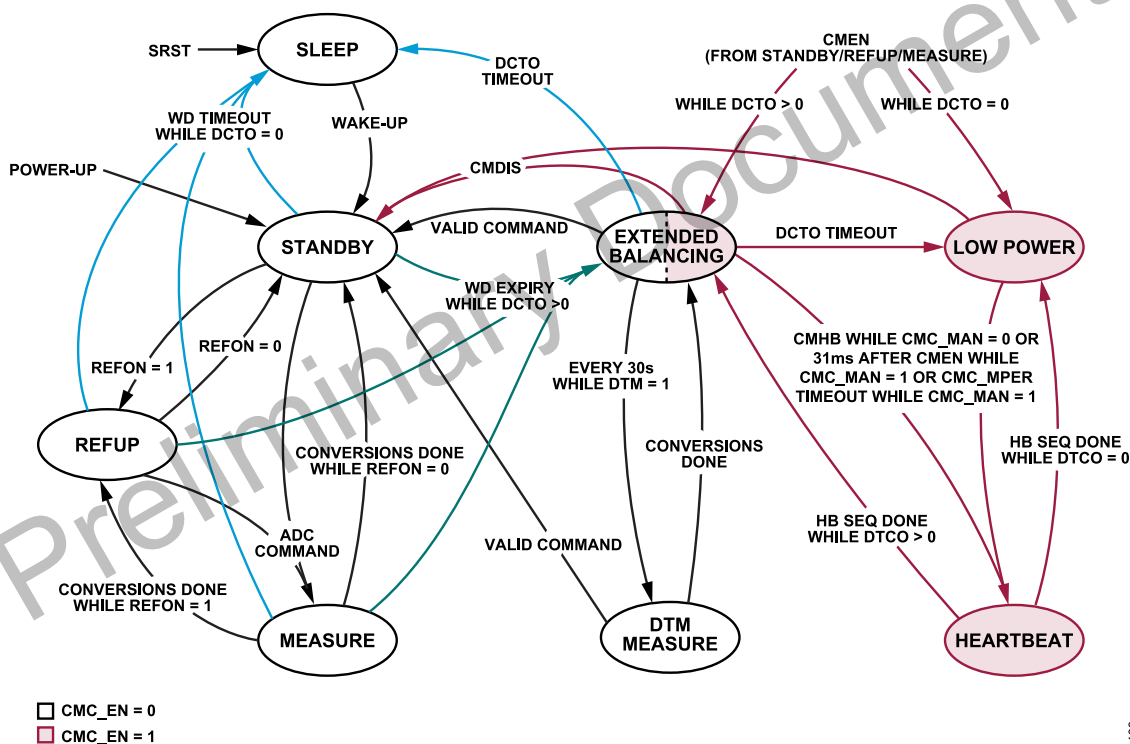 SRST
SLEEP
DCTO
TIMEOUT
CMEN
(FROM STANDBY/REFUP/MEASURE)
WHILE DCTO > 0
WHILE DCTO = 0
WD TIMEOUT
WHILE DCTO = 0
WAKE-UP
POWER-UP
CMDIS
STANDBY
VALID COMMAND
EXTENDED
BALANCING
DCTO TIMEOUT
LOW POWER
WD EXPIRY
WHILE DCTO >0
REFON = 1
REFON = 0
EVERY 30s
WHILE DTM = 1
CMHB WHILE CMC_MAN = 0 OR
31ms AFTER CMEN WHILE
CMC_MAN = 1 OR CMC_MPER
TIMEOUT WHILE CMC_MAN = 1
REFUP
CONVERSIONS DONE
WHILE REFON = 0
CONVERSIONS
DONE
HB SEQ DONE
WHILE DTCO = 0
ADC
COMMAND
VALID COMMAND
HB SEQ DONE
WHILE DTCO > 0
CONVERSIONS DONE
WHILE REFON = 1
MEASURE
DTM
MEASURE
HEARTBEAT
CMC_EN = 0
CMC_EN = 1
Preliminary Document